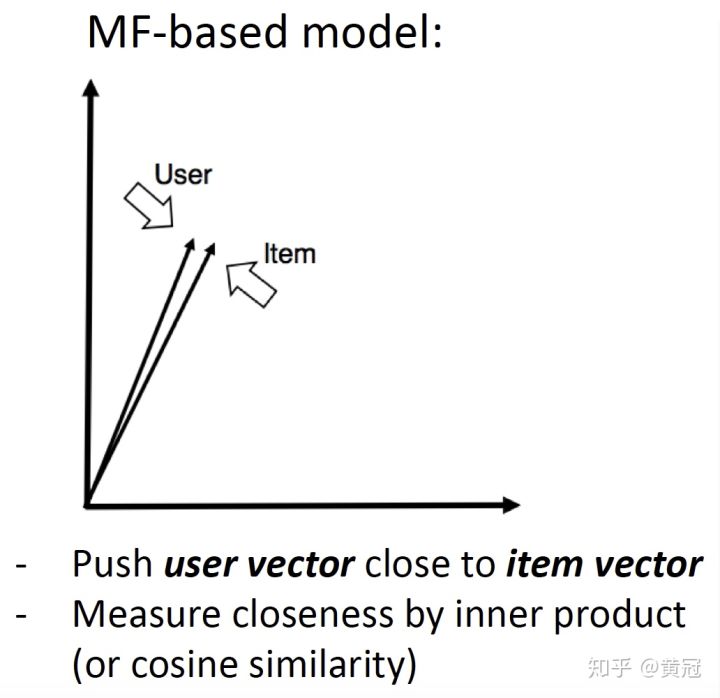 MF-based model:
User
Item
- Push user vector close to item vector
- Measure closeness by inner product
(or cosine similarity)
知乎 @黄冠